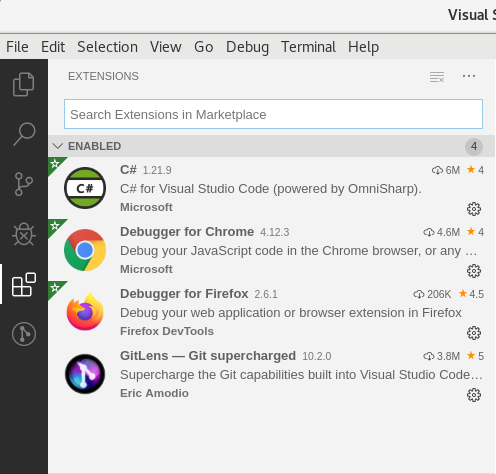 Visual S
File Edit Selection View Go Debug Terminal Help
EXTENSIONS
Search Extensions in Marketplace
ENABLED 4
C# 1.21.9 6M 4
C# C# for Visual Studio Code (powered by OmniSharp).
Microsoft
Debugger for Chrome 4.12.3 4.6M 4
Debug your JavaScript code in the Chrome browser, or any …
Microsoft
Debugger for Firefox 2.6.1 206K 4.5
Debug your web application or browser extension in Firefox
Firefox DevTools
GitLens — Git supercharged 10.2.0 3.8M 5
Supercharge the Git capabilities built into Visual Studio Code…
Eric Amodio